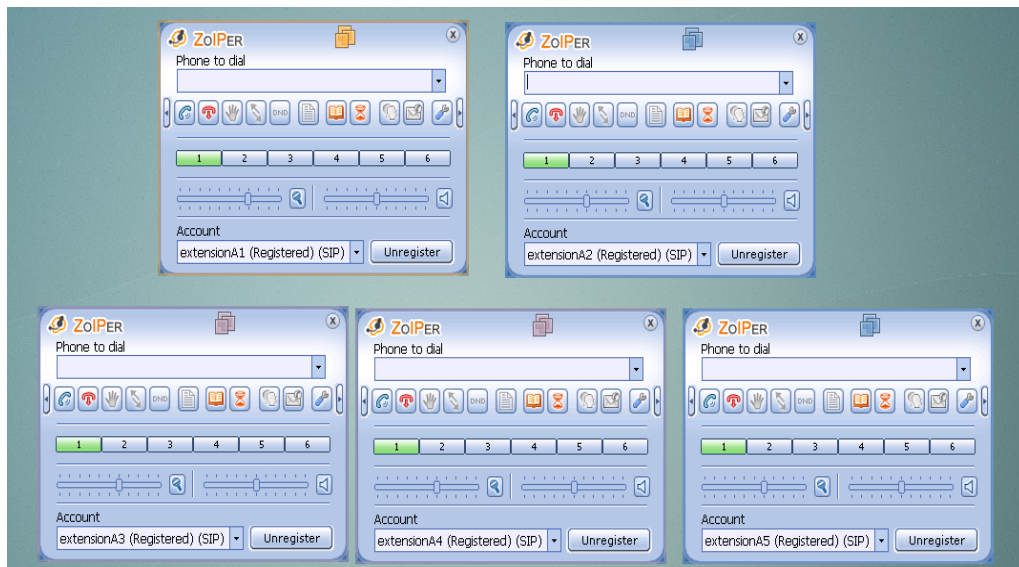 ZoIPER
Phone to dial
DND
1 2 3 4 5 6
Account
extensionA1 (Registered) (SIP) Unregister
ZoIPER
Phone to dial
DND
1 2 3 4 5 6
Account
extensionA2 (Registered) (SIP) Unregister
ZoIPER
Phone to dial
DND
1 2 3 4 5 6
Account
extensionA3 (Registered) (SIP) Unregister
ZoIPER
Phone to dial
DND
1 2 3 4 5 6
Account
extensionA4 (Registered) (SIP) Unregister
ZoIPER
Phone to dial
DND
1 2 3 4 5 6
Account
extensionA5 (Registered) (SIP) Unregister